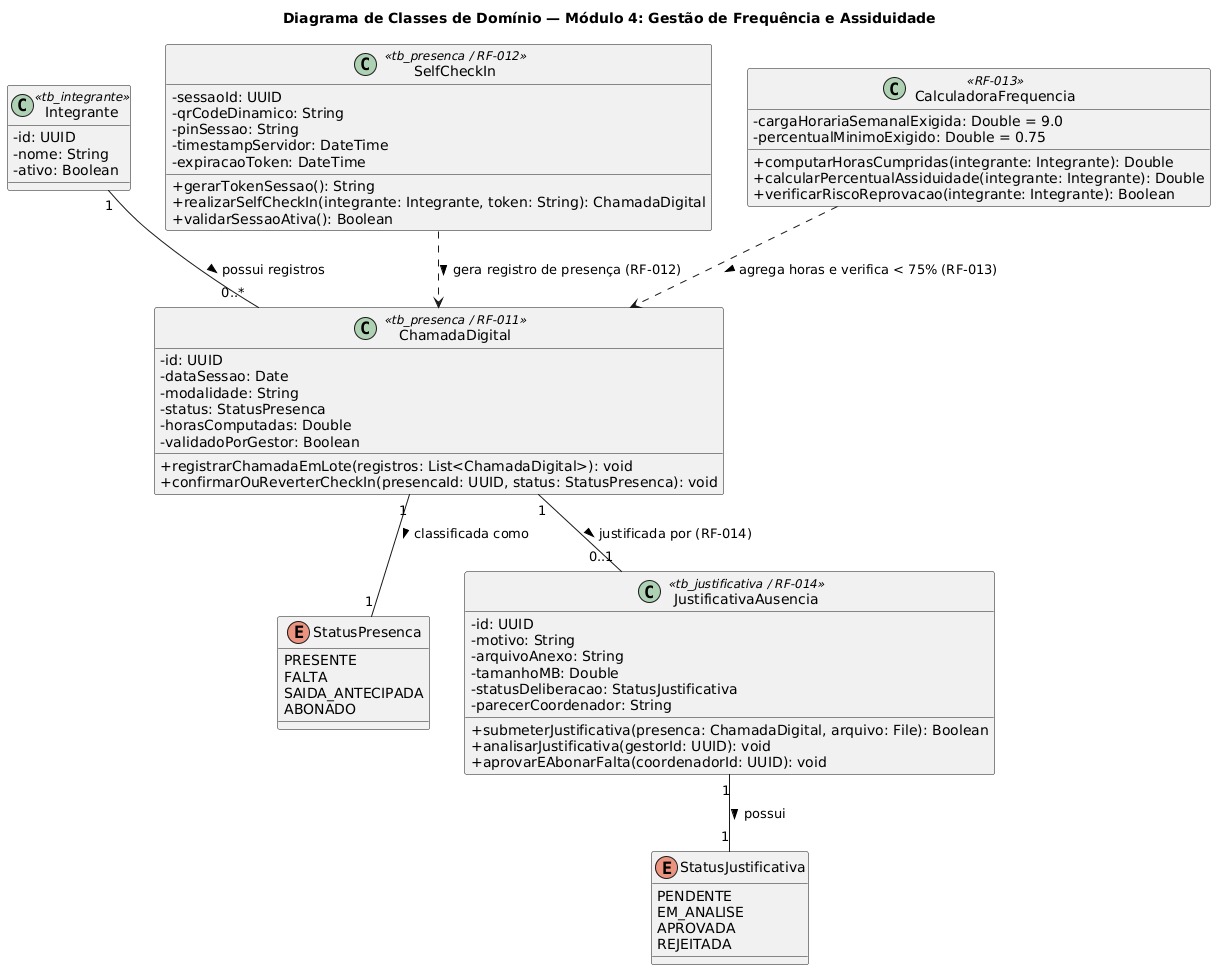 Diagrama de Classes de Domínio — Módulo 4: Gestão de Frequência e Assiduidade
C
«tb_integrante»
Integrante
-id: UUID
-nome: String
-ativo: Boolean
C
«tb_presenca / RF-012»
SelfCheckIn
-sessaoId: UUID
-qrCodeDinamico: String
-pinSessao: String
-timestampServidor: DateTime
-expiracaoToken: DateTime
+gerarTokenSessao(): String
+realizarSelfCheckIn(integrante: Integrante, token: String): ChamadaDigital
+validarSessaoAtiva(): Boolean
C
«RF-013»
CalculadoraFrequencia
-cargaHorariaSemanalExigida: Double = 9.0
-percentualMinimoExigido: Double = 0.75
+computarHorasCumpridas(integrante: Integrante): Double
+calcularPercentualAssiduidade(integrante: Integrante): Double
+verificarRiscoReprovacao(integrante: Integrante): Boolean
1
possui registros
0..*
gera registro de presença (RF-012)
agrega horas e verifica < 75% (RF-013)
C
«tb_presenca / RF-011»
ChamadaDigital
-id: UUID
-dataSessao: Date
-modalidade: String
-status: StatusPresenca
-horasComputadas: Double
-validadoPorGestor: Boolean
+registrarChamadaEmLote(registros: List<ChamadaDigital>): void
+confirmarOuReverterCheckIn(presencaId: UUID, status: StatusPresenca): void
1
classificada como
1
1
justificada por (RF-014)
0..1
E
StatusPresenca
PRESENTE
FALTA
SAIDA_ANTECIPADA
ABONADO
C
«tb_justificativa / RF-014»
JustificativaAusencia
-id: UUID
-motivo: String
-arquivoAnexo: String
-tamanhoMB: Double
-statusDeliberacao: StatusJustificativa
-parecerCoordenador: String
+submeterJustificativa(presenca: ChamadaDigital, arquivo: File): Boolean
+analisarJustificativa(gestorId: UUID): void
+aprovarEAbonarFalta(coordenadorId: UUID): void
1
possui
1
E
StatusJustificativa
PENDENTE
EM_ANALISE
APROVADA
REJEITADA